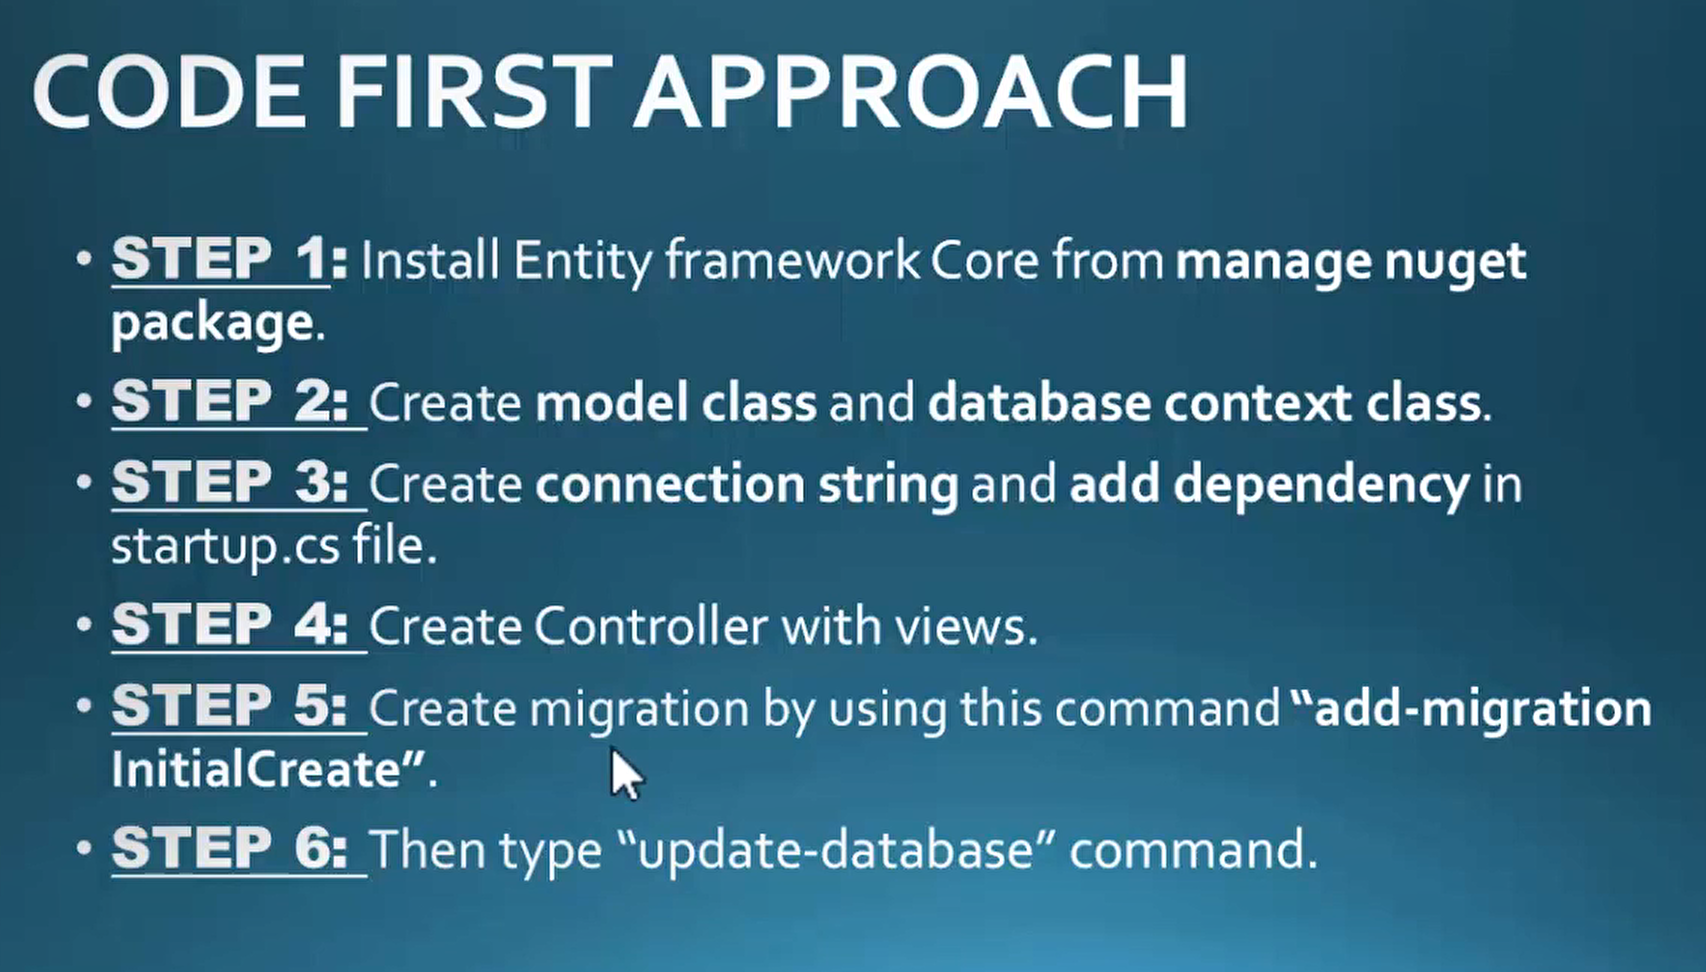 CODE FIRST APPROACH
• STEP 1: Install Entity framework Core from manage nuget
package.
• STEP 2: Create model class and database context class.
• STEP 3: Create connection string and add dependency in
startup.cs file.
• STEP 4: Create Controller with views.
• STEP 5: Create migration by using this command “add-migration
InitialCreate”.
• STEP 6: Then type “update-database” command.